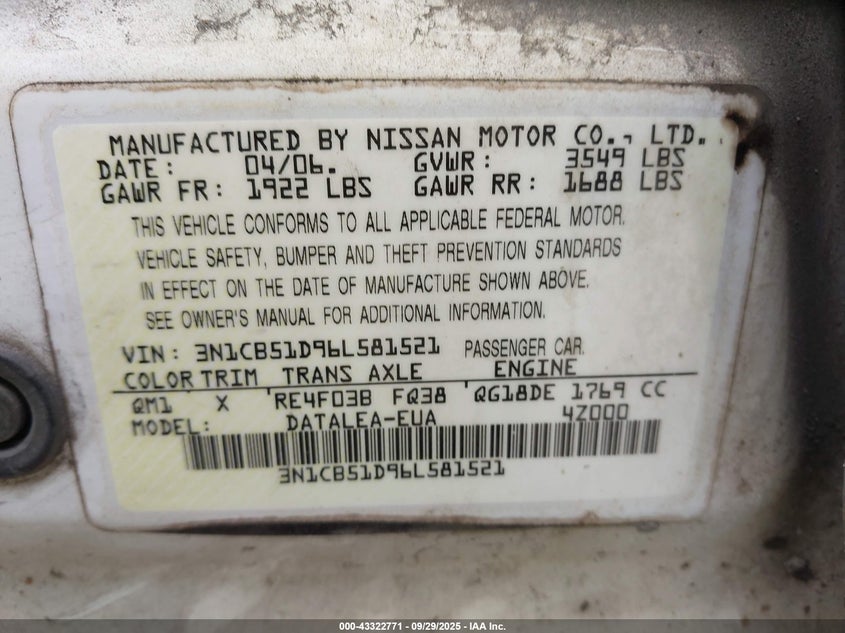 MANUFACTURED BY NISSAN MOTOR CO., LTD.
DATE: 04/06. GVWR: 3549 LBS
GAWR FR: 1922 LBS GAWR RR: 1688 LBS
THIS VEHICLE CONFORMS TO ALL APPLICABLE FEDERAL MOTOR.
VEHICLE SAFETY, BUMPER AND THEFT PREVENTION STANDARDS
IN EFFECT ON THE DATE OF MANUFACTURE SHOWN ABOVE.
SEE OWNER'S MANUAL FOR ADDITIONAL INFORMATION.
VIN: 3N1CB51D96L581521 PASSENGER CAR.
COLOR TRIM TRANS AXLE ENGINE
QM1 X RE4F03B FQ38 QG18DE 1769 CC
MODEL: DATALEA-EUA 4Z000
3N1CB51D96L581521
000-43322771 | 09/29/2025 | IAA Inc.